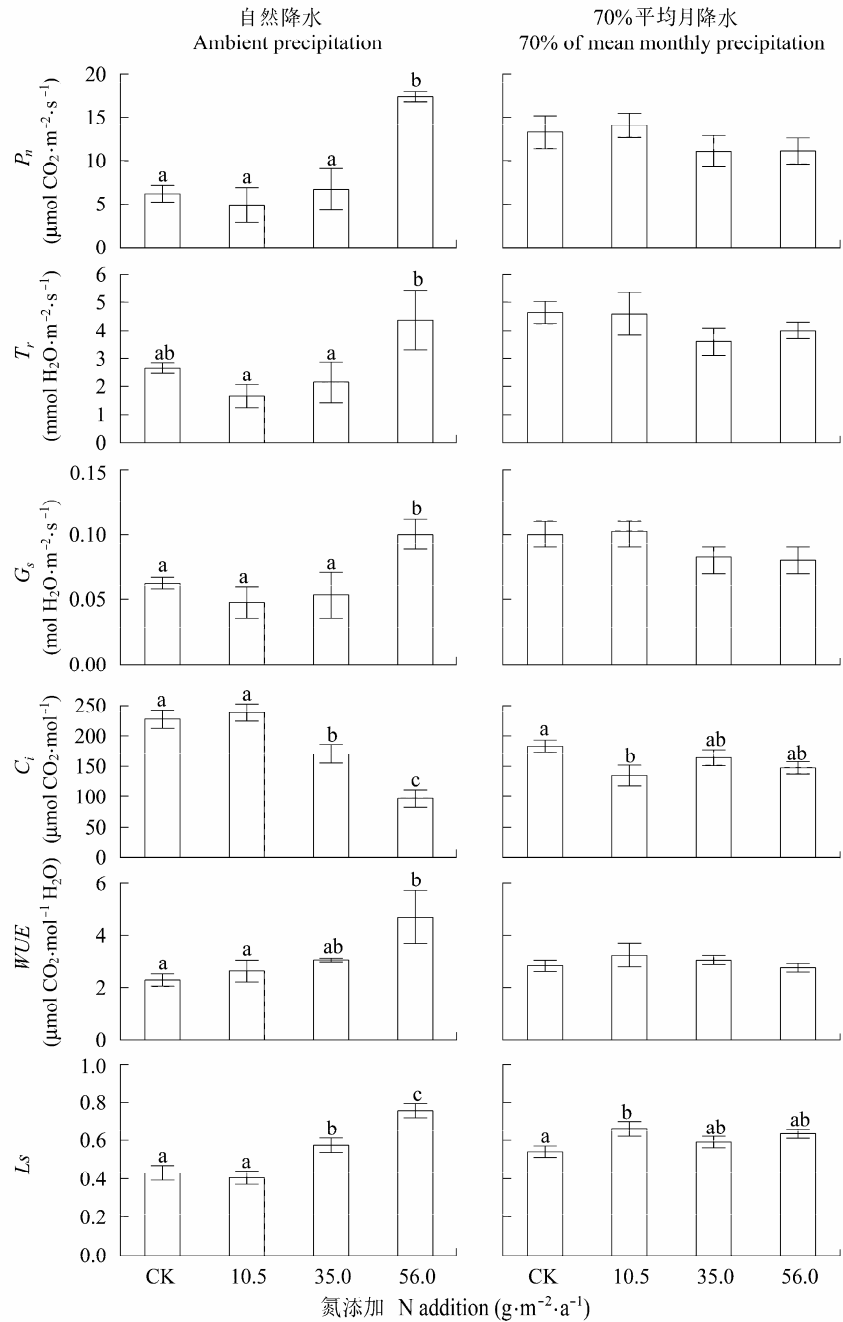 自然降水
Ambient precipitation
70%平均月降水
70% of mean monthly precipitation
Pn
(μmol CO₂·m⁻²·s⁻¹)
20
15
10
5
0
a
a
a
b
Tr
(mmol H₂O·m⁻²·s⁻¹)
6
5
4
3
2
1
0
ab
a
a
b
Gs
(mol H₂O·m⁻²·s⁻¹)
0.15
0.10
0.05
0.00
a
a
a
b
Ci
(μmol CO₂·mol⁻¹)
250
200
150
100
50
0
a
a
b
c
a
b
ab
ab
WUE
(μmol CO₂·mol⁻¹ H₂O)
6
4
2
0
a
a
ab
b
Ls
1.0
0.8
0.6
0.4
0.2
0.0
a
a
b
c
a
b
ab
ab
CK 10.5 35.0 56.0
CK 10.5 35.0 56.0
氮添加 N addition (g·m⁻²·a⁻¹)